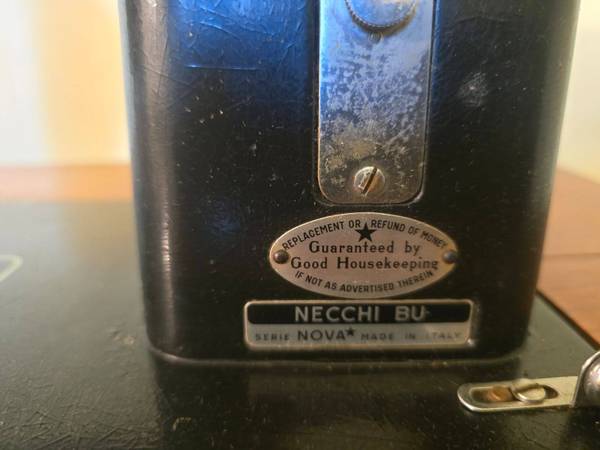 REPLACEMENT OR REFUND OF MONEY
Guaranteed by
Good Housekeeping
IF NOT AS ADVERTISED THEREIN
NECCHI BU
SERIE NOVA★ MADE IN ITALY